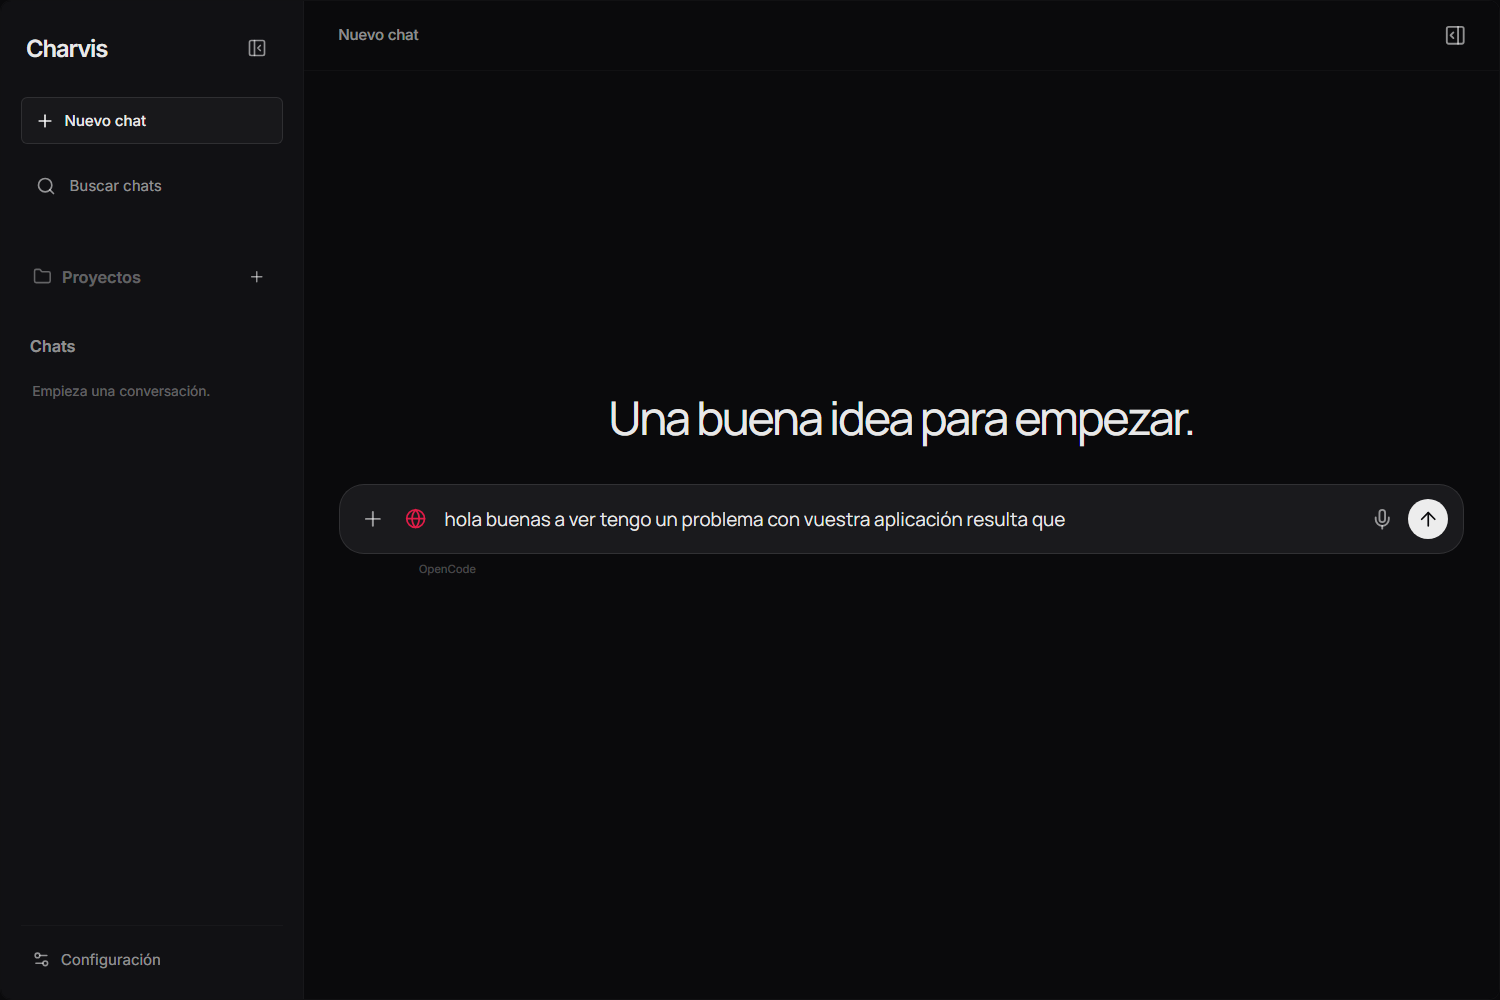 Charvis
Nuevo chat
Buscar chats
Proyectos
Chats
Empieza una conversación.
Configuración
Nuevo chat
Una buena idea para empezar.
hola buenas a ver tengo un problema con vuestra aplicación resulta que
OpenCode